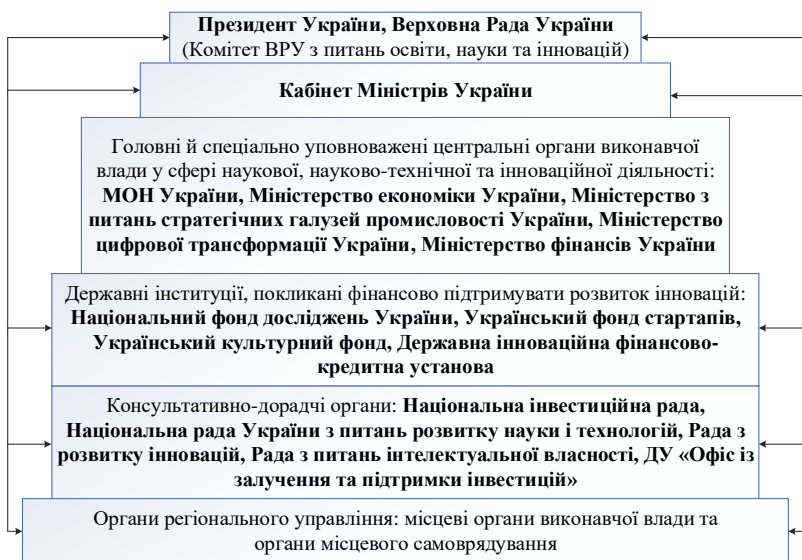 Президент України, Верховна Рада України
(Комітет ВРУ з питань освіти, науки та інновацій)
Кабінет Міністрів України
Головні й спеціально уповноважені центральні органи виконавчої
влади у сфері наукової, науково-технічної та інноваційної діяльності:
МОН України, Міністерство економіки України, Міністерство з
питань стратегічних галузей промисловості України, Міністерство
цифрової трансформації України, Міністерство фінансів України
Державні інституції, покликані фінансово підтримувати розвиток інновацій:
Національний фонд досліджень України, Український фонд стартапів,
Український культурний фонд, Державна інноваційна фінансово-
кредитна установа
Консультативно-дорадчі органи: Національна інвестиційна рада,
Національна рада України з питань розвитку науки і технологій, Рада з
розвитку інновацій, Рада з питань інтелектуальної власності, ДУ «Офіс із
залучення та підтримки інвестицій»
Органи регіонального управління: місцеві органи виконавчої влади та
органи місцевого самоврядування